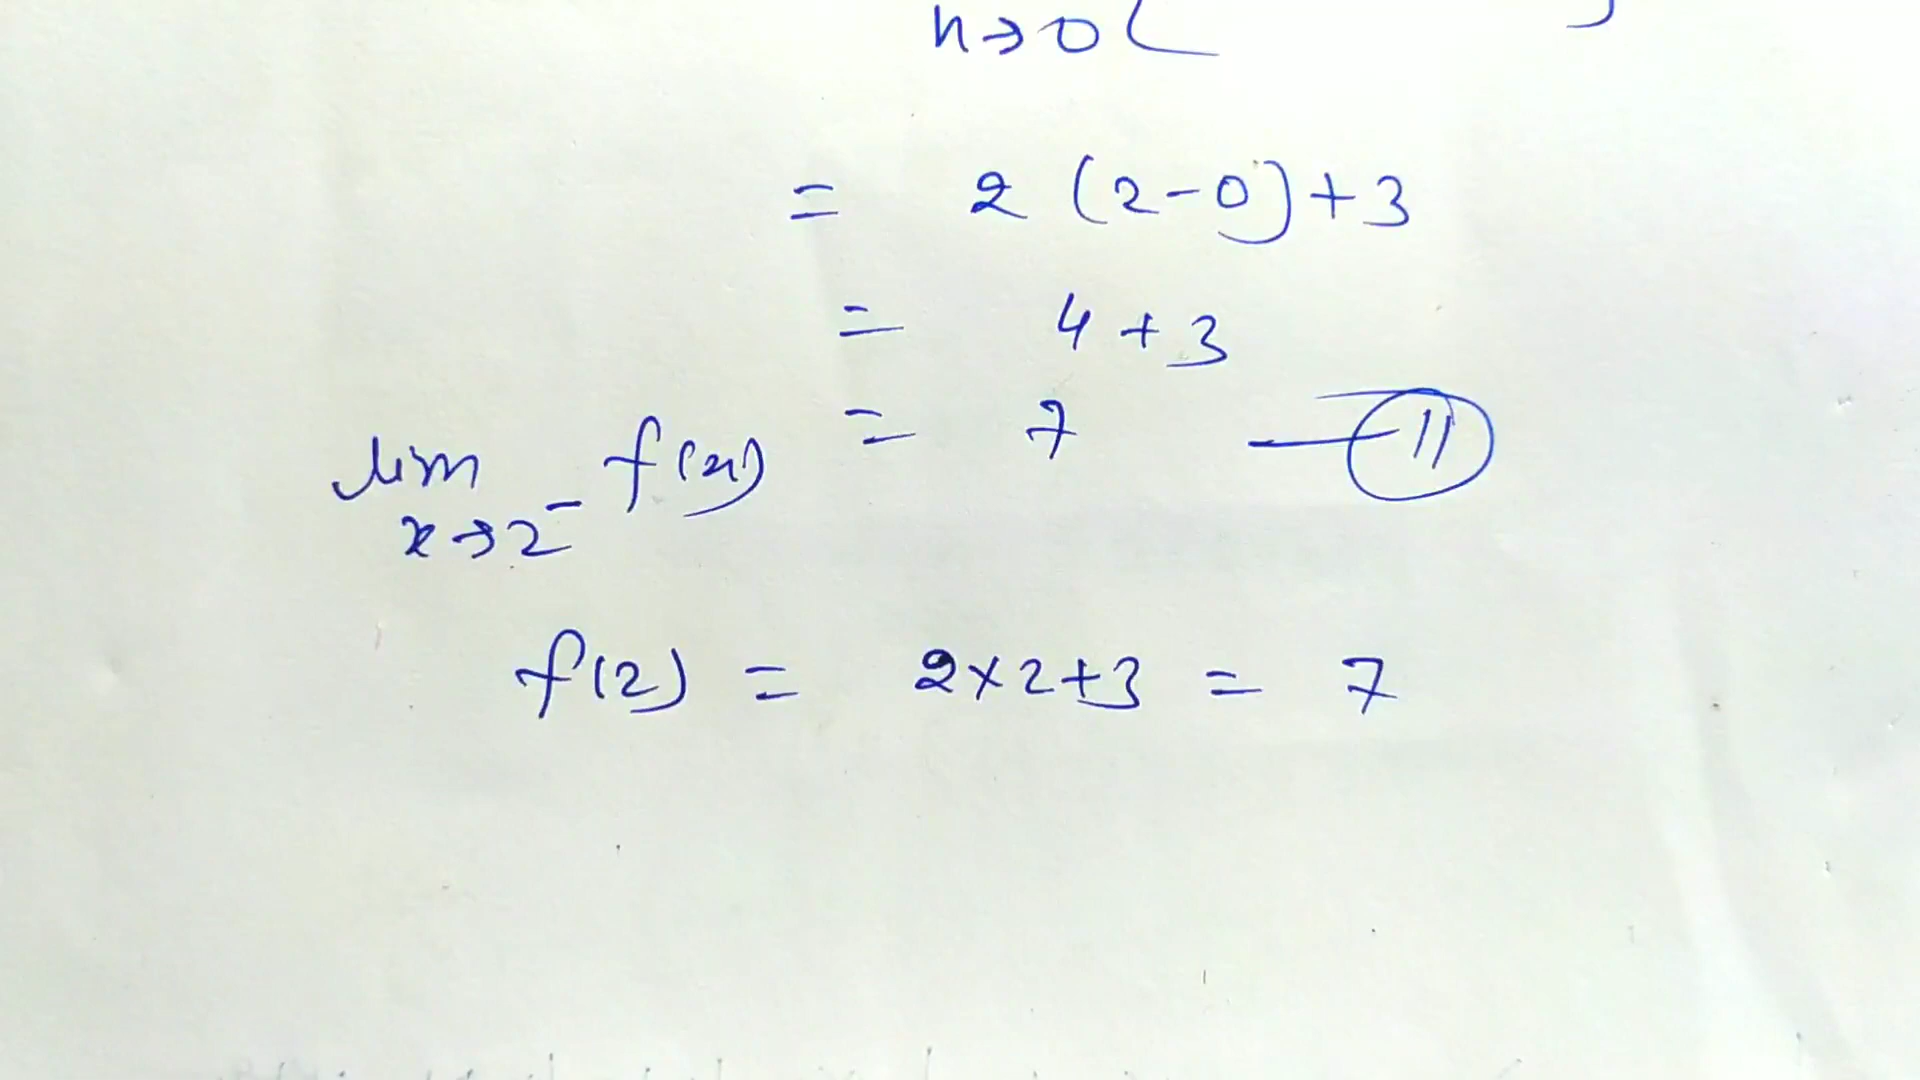 h→0
= 2 (2-0)+3
= 4 + 3
lim x→2⁻ f(x) = 7 — II
f(2) = 2×2+3 = 7